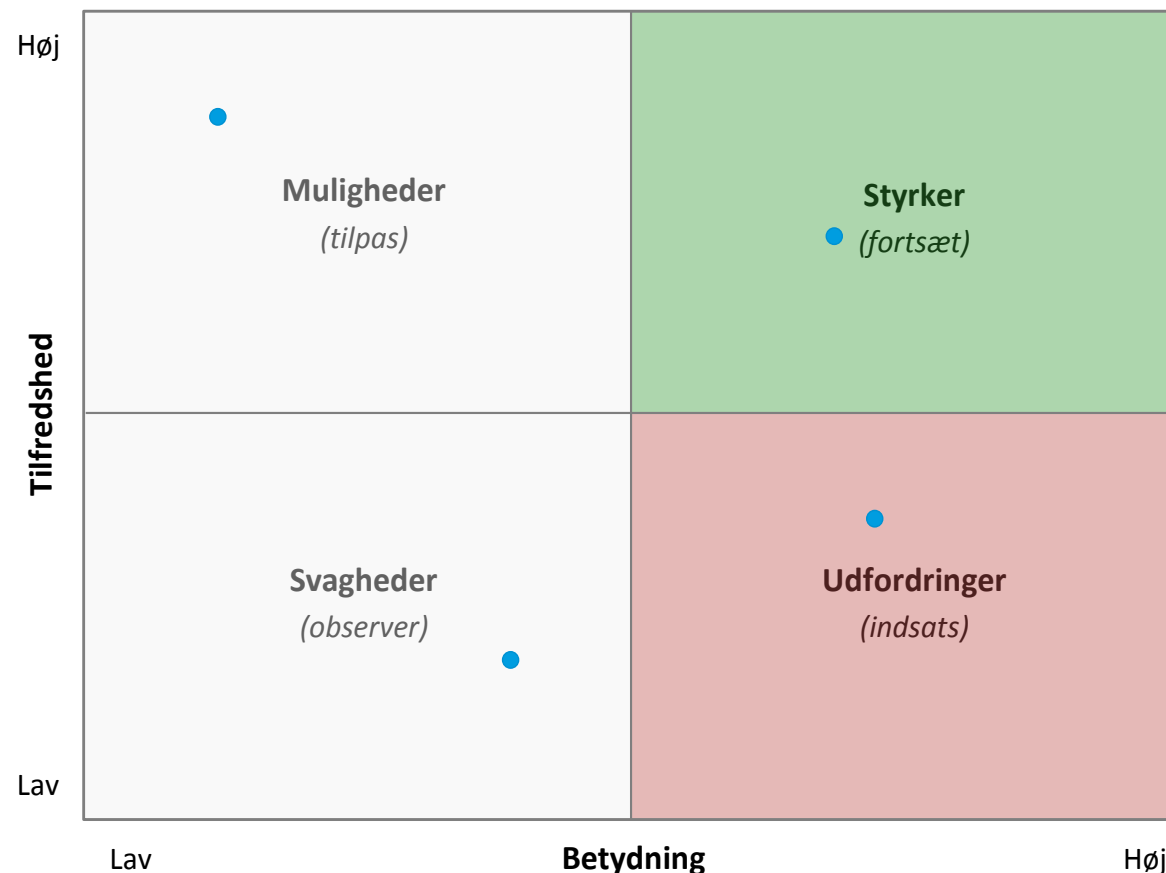 Høj
Muligheder
(tilpas)
Styrker
(fortsæt)
Tilfredshed
Svagheder
(observer)
Udfordringer
(indsats)
Lav
Lav
Betydning
Høj